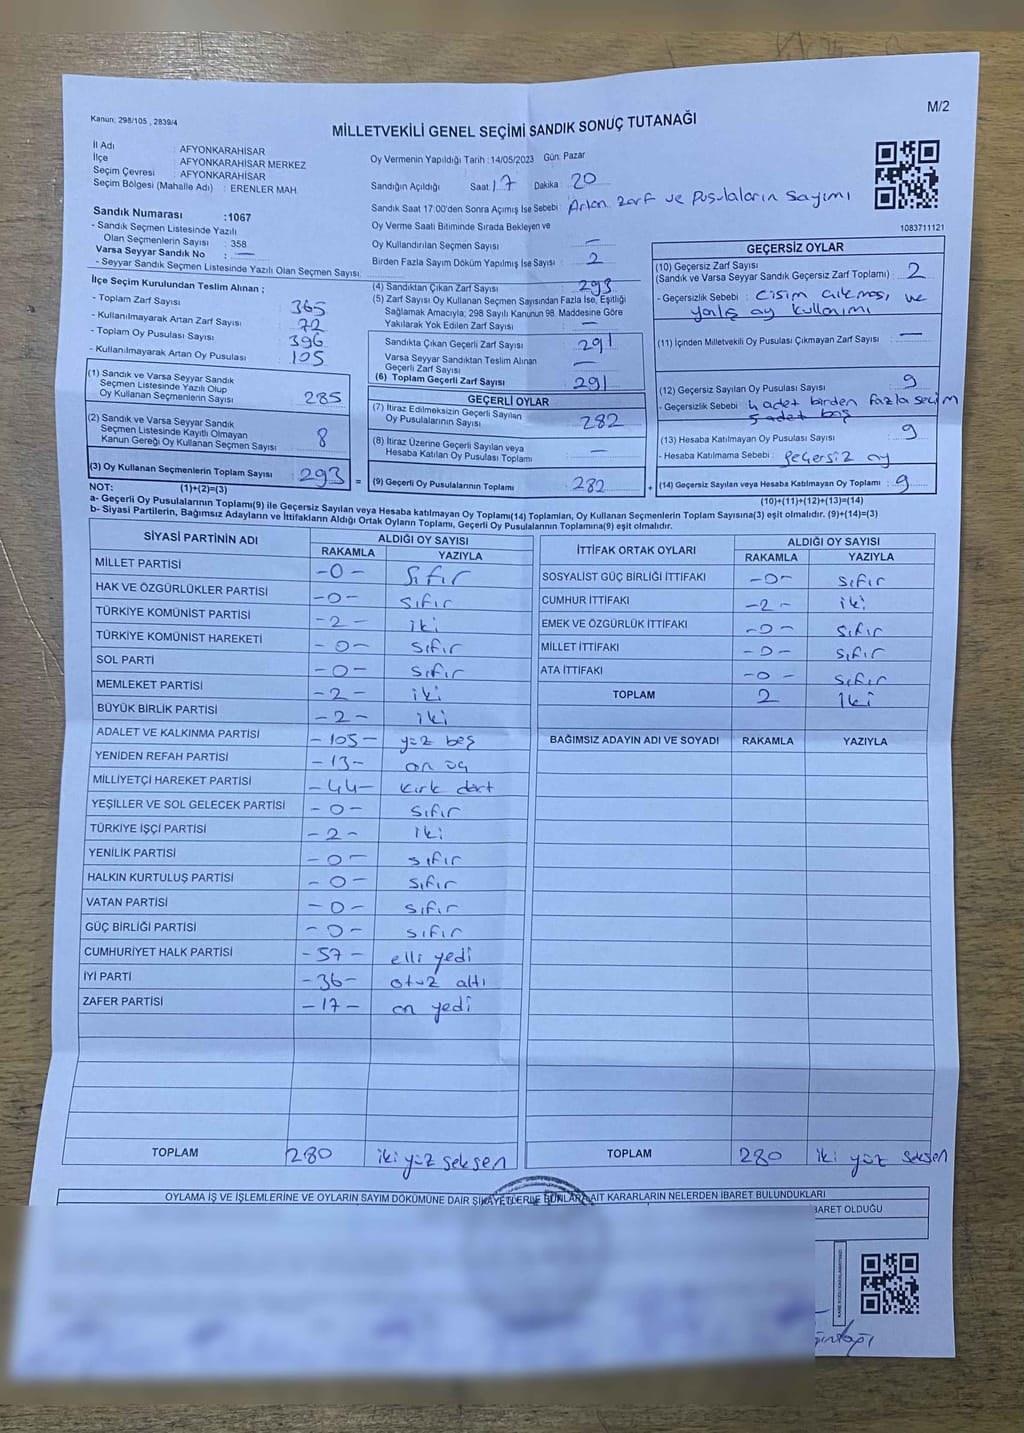 M/2
Kanun: 298/105 , 2839/4
MİLLETVEKİLİ GENEL SEÇİMİ SANDIK SONUÇ TUTANAĞI
İl Adı : AFYONKARAHİSAR
İlçe : AFYONKARAHİSAR MERKEZ
Seçim Çevresi : AFYONKARAHİSAR
Seçim Bölgesi (Mahalle Adı) : ERENLER MAH.
Sandık Numarası :1067
- Sandık Seçmen Listesinde Yazılı
Olan Seçmenlerin Sayısı : 358
Varsa Seyyar Sandık No : —
- Seyyar Sandık Seçmen Listesinde Yazılı Olan Seçmen Sayısı:
Oy Vermenin Yapıldığı Tarih :14/05/2023 Gün: Pazar
Sandığın Açıldığı Saat 17 Dakika : 20
Sandık Saat 17:00'den Sonra Açımış İse Sebebi : Artan zarf ve Pusulaların sayımı
Oy Verme Saati Bitiminde Sırada Bekleyen ve
Oy Kullandırılan Seçmen Sayısı : —
Birden Fazla Sayım Döküm Yapılmış İse Sayısı : 2
1083711121
İlçe Seçim Kurulundan Teslim Alınan ;
- Toplam Zarf Sayısı : 365
- Kullanılmayarak Artan Zarf Sayısı : 72
- Toplam Oy Pusulası Sayısı : 396
- Kullanılmayarak Artan Oy Pusulası : 105
(1) Sandık ve Varsa Seyyar Sandık
Seçmen Listesinde Yazılı Olup
Oy Kullanan Seçmenlerin Sayısı : 285
(2) Sandık ve Varsa Seyyar Sandık
Seçmen Listesinde Kayıtlı Olmayan
Kanun Gereği Oy Kullanan Seçmen Sayısı : 8
(3) Oy Kullanan Seçmenlerin Toplam Sayısı : 293 =
(1)+(2)=(3)
(4) Sandıktan Çıkan Zarf Sayısı : 293
(5) Zarf Sayısı Oy Kullanan Seçmen Sayısından Fazla İse, Eşitliği
Sağlamak Amacıyla; 298 Sayılı Kanunun 98. Maddesine Göre
Yakılarak Yok Edilen Zarf Sayısı : —
Sandıkta Çıkan Geçerli Zarf Sayısı : 291
Varsa Seyyar Sandıktan Teslim Alınan
Geçerli Zarf Sayısı : —
(6) Toplam Geçerli Zarf Sayısı : 291
GEÇERLİ OYLAR
(7) İtiraz Edilmeksizin Geçerli Sayılan
Oy Pusulalarının Sayısı : 282
(8) İtiraz Üzerine Geçerli Sayılan veya
Hesaba Katılan Oy Pusulası Toplamı : —
(9) Geçerli Oy Pusulalarının Toplamı : 282 +
GEÇERSİZ OYLAR
(10) Geçersiz Zarf Sayısı
(Sandık ve Varsa Seyyar Sandık Geçersiz Zarf Toplamı) : 2
- Geçersizlik Sebebi : Cisim çıkması ve
yanlış oy kullanımı
(11) İçinden Milletvekili Oy Pusulası Çıkmayan Zarf Sayısı : —
(12) Geçersiz Sayılan Oy Pusulası Sayısı : 9
- Geçersizlik Sebebi : 4 adet birden fazla seçim
5 adet boş
(13) Hesaba Katılmayan Oy Pusulası Sayısı : 9
- Hesaba Katılmama Sebebi : geçersiz oy
(14) Geçersiz Sayılan veya Hesaba Katılmayan Oy Toplamı : 9
(10)+(11)+(12)+(13)=(14)
NOT:
a- Geçerli Oy Pusulalarının Toplamı(9) ile Geçersiz Sayılan veya Hesaba Katılmayan Oy Toplamı(14) Toplamları, Oy Kullanan Seçmenlerin Toplam Sayısına(3) eşit olmalıdır. (9)+(14)=(3)
b- Siyasi Partilerin, Bağımsız Adayların ve İttifakların Aldığı Ortak Oyların Toplamı, Geçerli Oy Pusulalarının Toplamına(9) eşit olmalıdır.
SİYASİ PARTİNİN ADI ALDIĞI OY SAYISI
RAKAMLA YAZIYLA
MİLLET PARTİSİ -0- Sıfır
HAK VE ÖZGÜRLÜKLER PARTİSİ -0- sıfır
TÜRKİYE KOMÜNİST PARTİSİ -2- iki
TÜRKİYE KOMÜNİST HAREKETİ -0- sıfır
SOL PARTİ -0- sıfır
MEMLEKET PARTİSİ -2- iki
BÜYÜK BİRLİK PARTİSİ -2- iki
ADALET VE KALKINMA PARTİSİ -105- yüz beş
YENİDEN REFAH PARTİSİ -13- on üç
MİLLİYETÇİ HAREKET PARTİSİ -44- kırk dört
YEŞİLLER VE SOL GELECEK PARTİSİ -0- sıfır
TÜRKİYE İŞÇİ PARTİSİ -2- iki
YENİLİK PARTİSİ -0- sıfır
HALKIN KURTULUŞ PARTİSİ -0- sıfır
VATAN PARTİSİ -0- sıfır
GÜÇ BİRLİĞİ PARTİSİ -0- sıfır
CUMHURİYET HALK PARTİSİ -57- elli yedi
İYİ PARTİ -36- otuz altı
ZAFER PARTİSİ -17- on yedi
TOPLAM 280 iki yüz seksen
İTTİFAK ORTAK OYLARI ALDIĞI OY SAYISI
RAKAMLA YAZIYLA
SOSYALİST GÜÇ BİRLİĞİ İTTİFAKI -0- sıfır
CUMHUR İTTİFAKI -2- iki
EMEK VE ÖZGÜRLÜK İTTİFAKI -0- sıfır
MİLLET İTTİFAKI -0- sıfır
ATA İTTİFAKI -0- sıfır
TOPLAM 2 İki
BAĞIMSIZ ADAYIN ADI VE SOYADI RAKAMLA YAZIYLA
TOPLAM 280 iki yüz seksen
OYLAMA İŞ VE İŞLEMLERİNE VE OYLARIN SAYIM DÖKÜMÜNE DAİR ŞİKAYETLERLE BUNLARA AİT KARARLARIN NELERDEN İBARET BULUNDUKLARI
BARET OLDUĞU